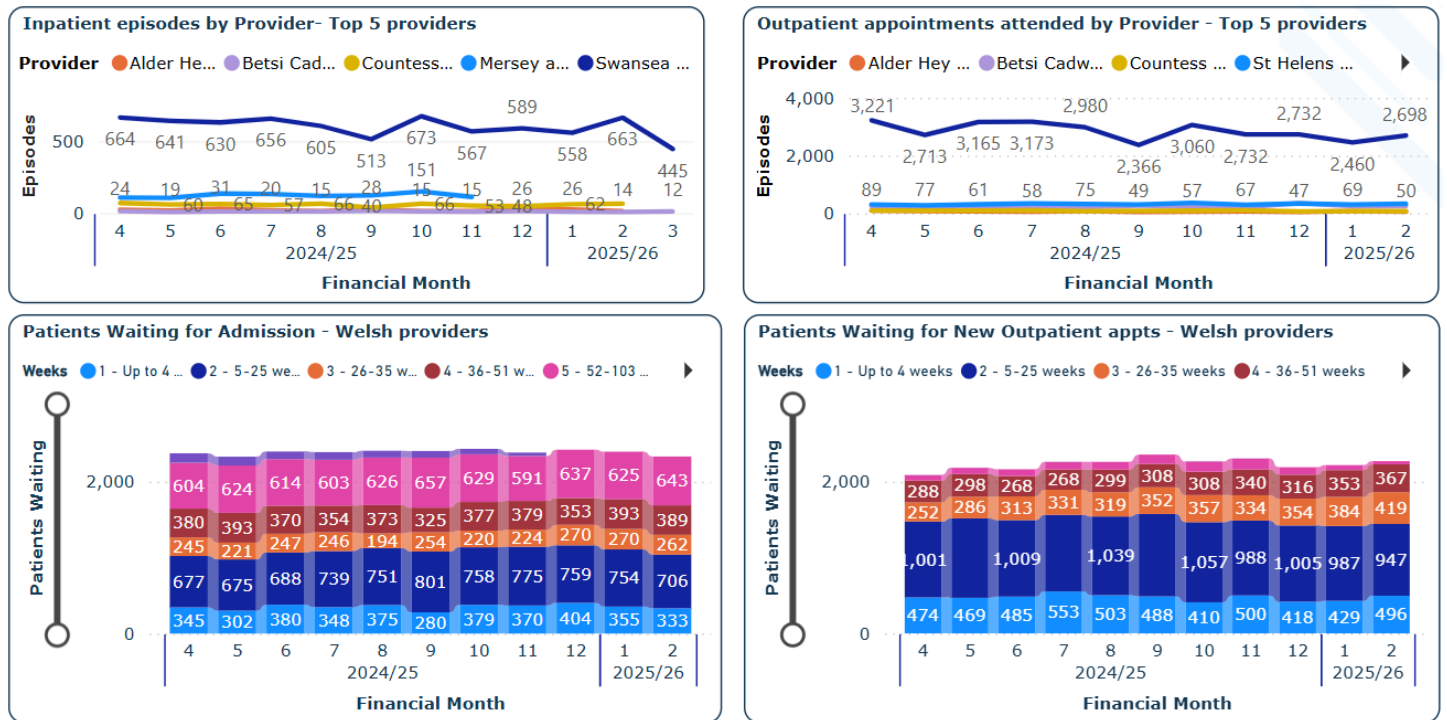 Inpatient episodes by Provider- Top 5 providers
Provider Alder He... Betsi Cad... Countess... Mersey a... Swansea ...
Episodes
500
0
664 641 630 656 605 513 673 567 589 558 663 445
151
24 19 31 20 15 28 15 15 26 26 14 12
60 65 57 66 40 66 53 48 62
4 5 6 7 8 9 10 11 12 1 2 3
2024/25 2025/26
Financial Month
Outpatient appointments attended by Provider - Top 5 providers
Provider Alder Hey ... Betsi Cadw... Countess ... St Helens ...
Episodes
4,000
2,000
0
3,221 2,713 3,165 3,173 2,980 2,366 3,060 2,732 2,732 2,460 2,698
89 77 61 58 75 49 57 67 47 69 50
4 5 6 7 8 9 10 11 12 1 2
2024/25 2025/26
Financial Month
Patients Waiting for Admission - Welsh providers
Weeks 1 - Up to 4 ... 2 - 5-25 we... 3 - 26-35 w... 4 - 36-51 w... 5 - 52-103 ...
Patients Waiting
2,000
0
604 624 614 603 626 657 629 591 637 625 643
380 393 370 354 373 325 377 379 353 393 389
245 221 247 246 194 254 220 224 270 270 262
677 675 688 739 751 801 758 775 759 754 706
345 302 380 348 375 280 379 370 404 355 333
4 5 6 7 8 9 10 11 12 1 2
2024/25 2025/26
Financial Month
Patients Waiting for New Outpatient appts - Welsh providers
Weeks 1 - Up to 4 weeks 2 - 5-25 weeks 3 - 26-35 weeks 4 - 36-51 weeks
Patients Waiting
2,000
0
288 298 268 268 299 308 308 340 316 353 367
252 286 313 331 319 352 357 334 354 384 419
1,001 1,009 1,039 1,057 988 1,005 987 947
474 469 485 553 503 488 410 500 418 429 496
4 5 6 7 8 9 10 11 12 1 2
2024/25 2025/26
Financial Month